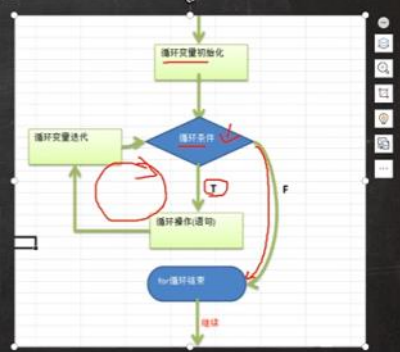 循环变量初始化
循环变量迭代
循环条件
T
F
循环操作(语句)
for循环结束
继续